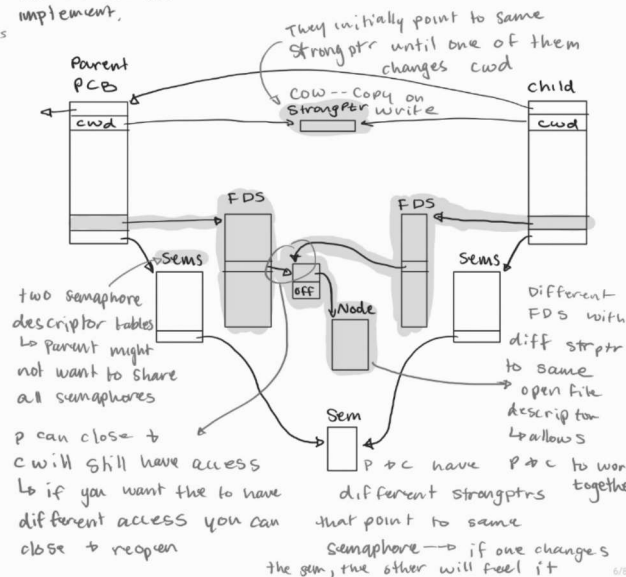 implement.
s
They initially point to same
strongptr until one of them
changes cwd
COW -- Copy on
write
StrongPtr
Parent
PCB
Child
cwd
cwd
FDS
FDS
Sems
Sems
off
Node
two semaphore
descriptor tables
↳ parent might
not want to share
all semaphores
Different
FDS with
diff strptr
to same
open file
descriptor
↳ allows
P & C to wor
together
Sem
P can close &
C will still have access
↳ if you want the to have
different access you can
close & reopen
P & C have
different strongptrs
that point to same
semaphore → if one changes
the sem, the other will feel it